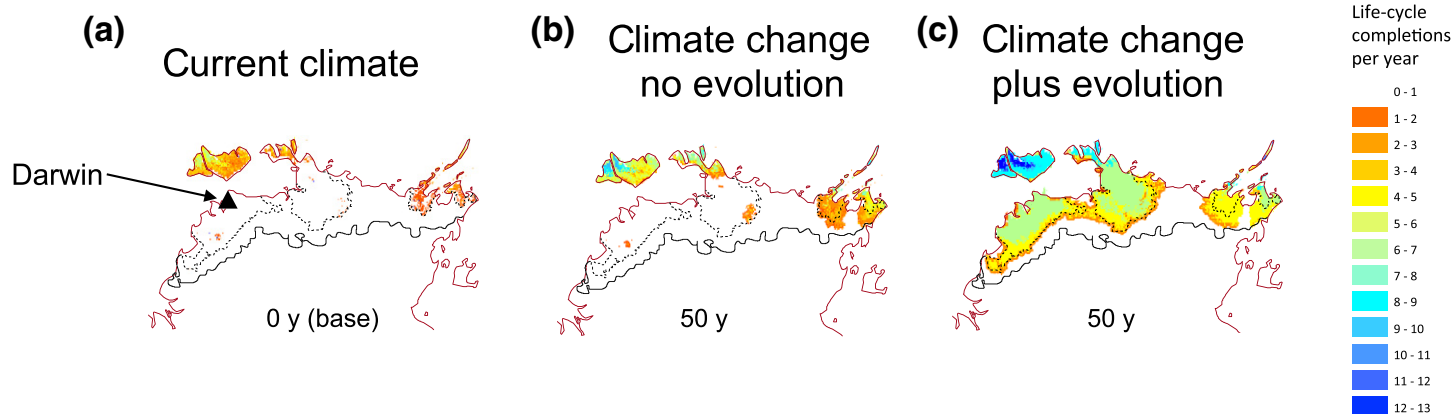 (a)
Current climate
Darwin
0 y (base)
(b)
Climate change
no evolution
50 y
(c)
Climate change
plus evolution
50 y
Life-cycle
completions
per year
0 - 1
1 - 2
2 - 3
3 - 4
4 - 5
5 - 6
6 - 7
7 - 8
8 - 9
9 - 10
10 - 11
11 - 12
12 - 13